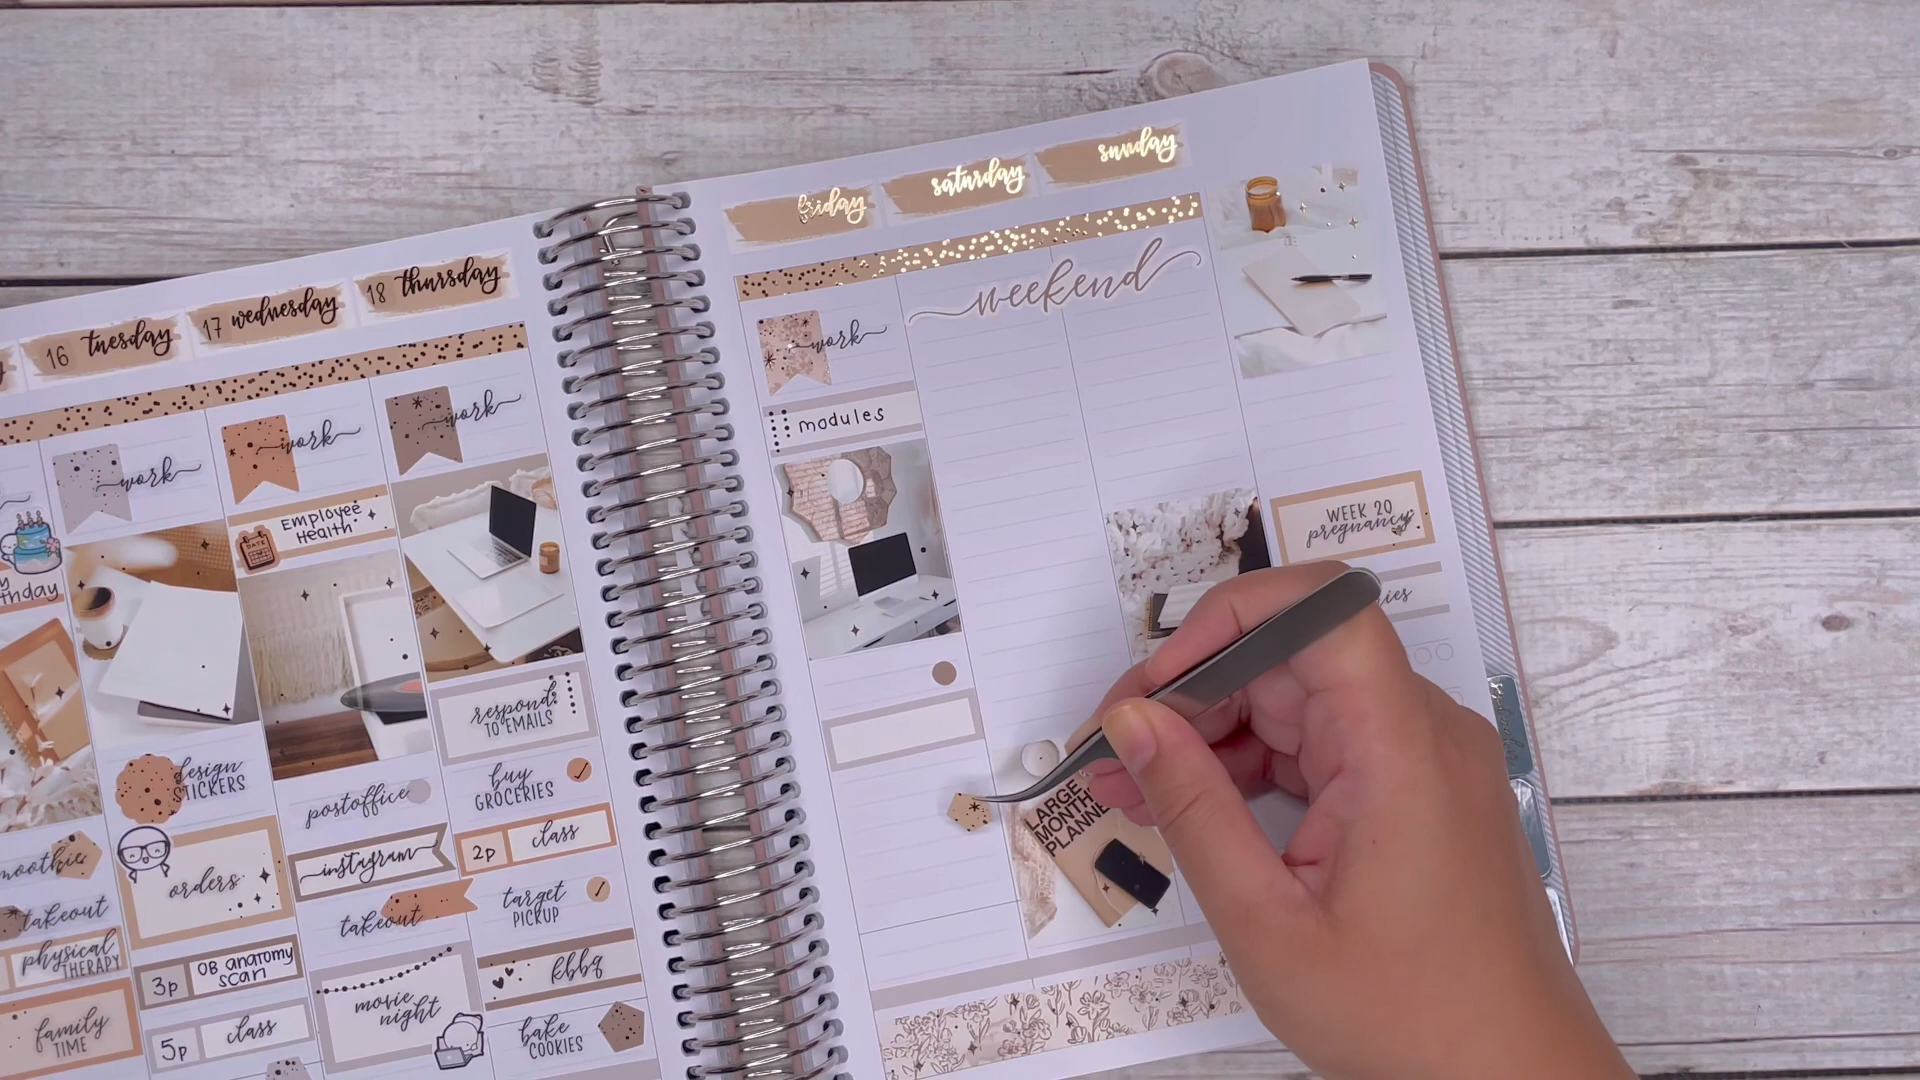 16 tuesday
17 wednesday
18 thursday
friday
saturday
sunday
work
work
work
Employee
Health
DATE
design
STICKERS
orders
3p
OB anatomy
scan
5p
class
takeout
physical
THERAPY
family
TIME
postoffice
instagram
takeout
movie
night
respond
TO EMAILS
buy
GROCERIES
2p
class
target
PICKUP
kbbq
bake
COOKIES
work
modules
weekend
LARGE
MONTHLY
PLANNER
WEEK 20
pregnancy